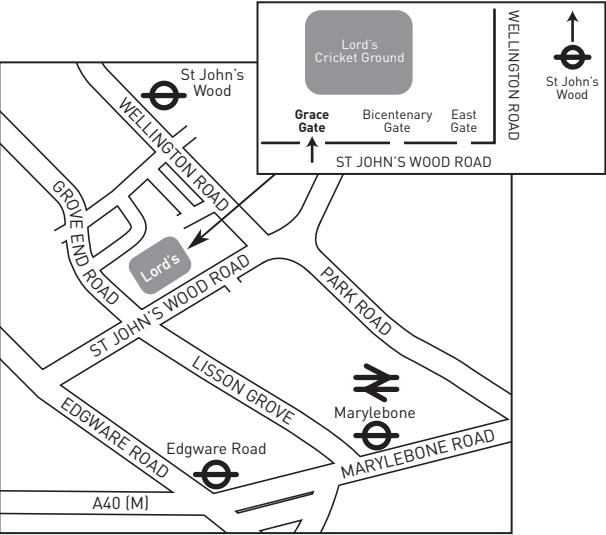 Lord's
Cricket Ground
WELLINGTON ROAD
St John's
Wood
Grace
Gate
Bicentenary
Gate
East
Gate
ST JOHN'S WOOD ROAD
St John's
Wood
WELLINGTON ROAD
GROVE END ROAD
Lord's
ST JOHN'S WOOD ROAD
PARK ROAD
LISSON GROVE
Marylebone
EDGWARE ROAD
Edgware Road
MARYLEBONE ROAD
A40 (M)